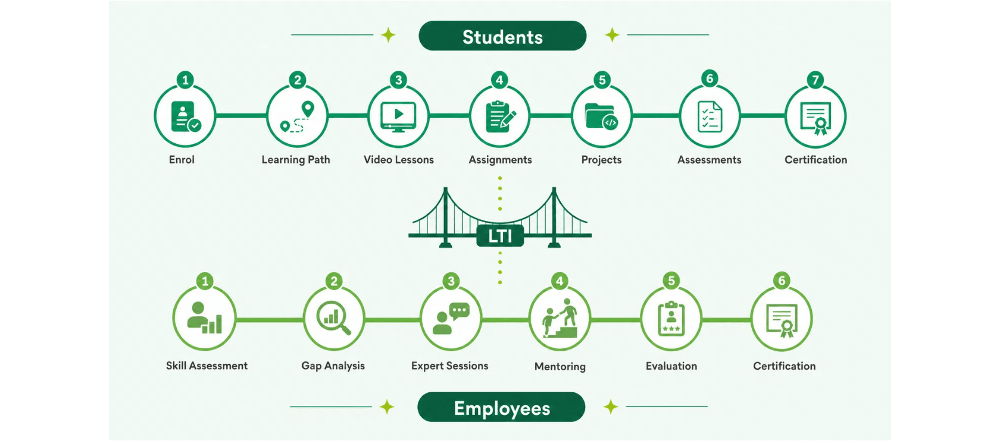 Students
1 2 3 4 5 6 7
</>
Enrol Learning Path Video Lessons Assignments Projects Assessments Certification
LTI
1 2 3 4 5 6
Skill Assessment Gap Analysis Expert Sessions Mentoring Evaluation Certification
Employees